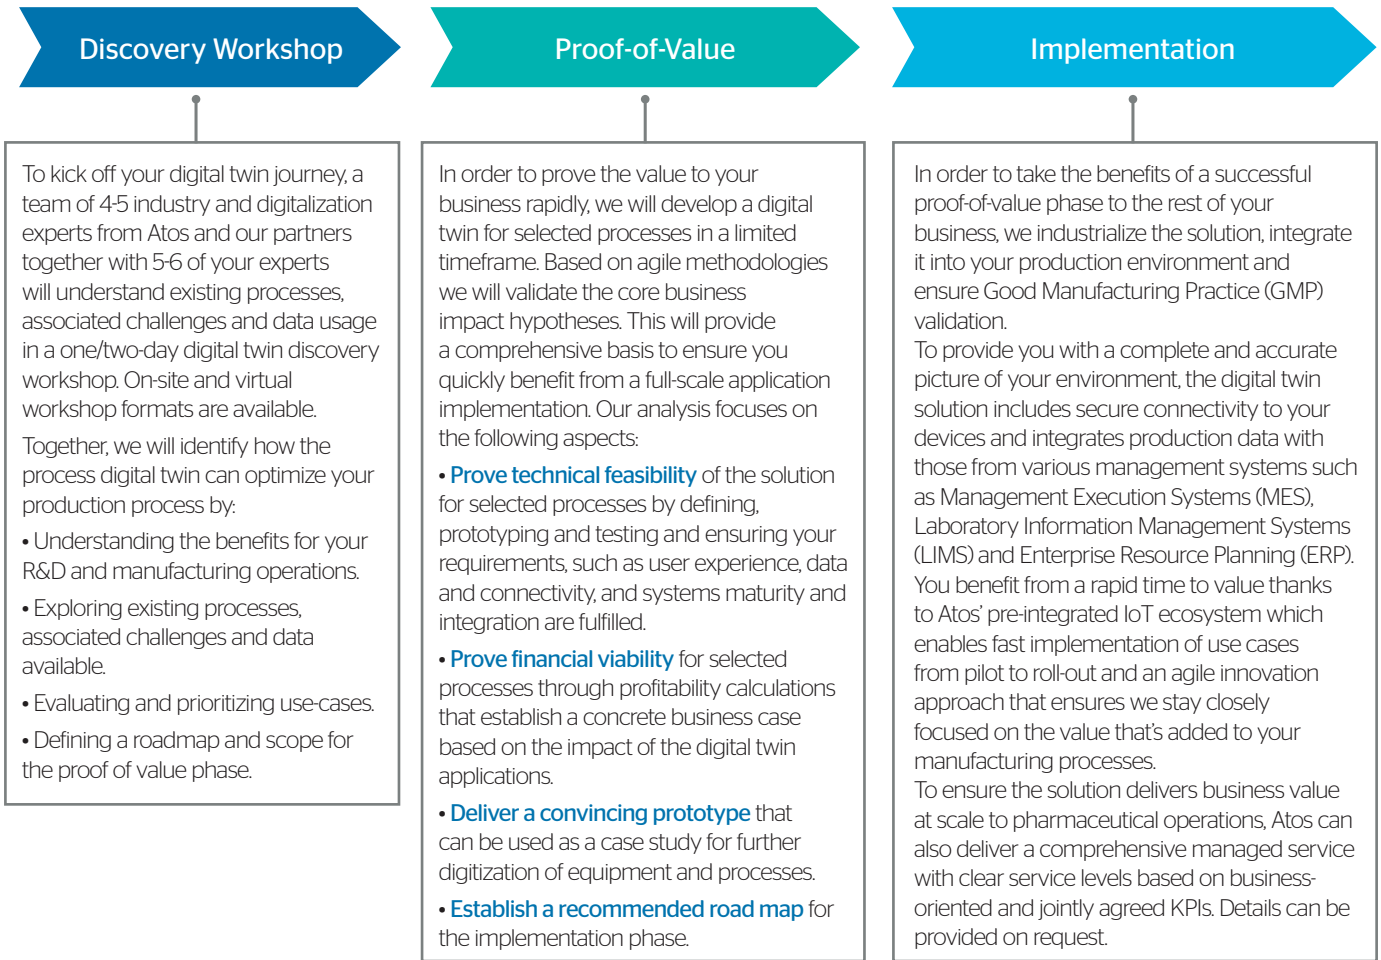 Discovery Workshop
To kick off your digital twin journey, a
team of 4-5 industry and digitalization
experts from Atos and our partners
together with 5-6 of your experts
will understand existing processes,
associated challenges and data usage
in a one/two-day digital twin discovery
workshop. On-site and virtual
workshop formats are available.
Together, we will identify how the
process digital twin can optimize your
production process by:
• Understanding the benefits for your
R&D and manufacturing operations.
• Exploring existing processes,
associated challenges and data
available.
• Evaluating and prioritizing use-cases.
• Defining a roadmap and scope for
the proof of value phase.
Proof-of-Value
In order to prove the value to your
business rapidly, we will develop a digital
twin for selected processes in a limited
timeframe. Based on agile methodologies
we will validate the core business
impact hypotheses. This will provide
a comprehensive basis to ensure you
quickly benefit from a full-scale application
implementation. Our analysis focuses on
the following aspects:
• Prove technical feasibility of the solution
for selected processes by defining,
prototyping and testing and ensuring your
requirements, such as user experience, data
and connectivity, and systems maturity and
integration are fulfilled.
• Prove financial viability for selected
processes through profitability calculations
that establish a concrete business case
based on the impact of the digital twin
applications.
• Deliver a convincing prototype that
can be used as a case study for further
digitization of equipment and processes.
• Establish a recommended road map for
the implementation phase.
Implementation
In order to take the benefits of a successful
proof-of-value phase to the rest of your
business, we industrialize the solution, integrate
it into your production environment and
ensure Good Manufacturing Practice (GMP)
validation.
To provide you with a complete and accurate
picture of your environment, the digital twin
solution includes secure connectivity to your
devices and integrates production data with
those from various management systems such
as Management Execution Systems (MES),
Laboratory Information Management Systems
(LIMS) and Enterprise Resource Planning (ERP).
You benefit from a rapid time to value thanks
to Atos' pre-integrated IoT ecosystem which
enables fast implementation of use cases
from pilot to roll-out and an agile innovation
approach that ensures we stay closely
focused on the value that's added to your
manufacturing processes.
To ensure the solution delivers business value
at scale to pharmaceutical operations, Atos can
also deliver a comprehensive managed service
with clear service levels based on business-
oriented and jointly agreed KPIs. Details can be
provided on request.